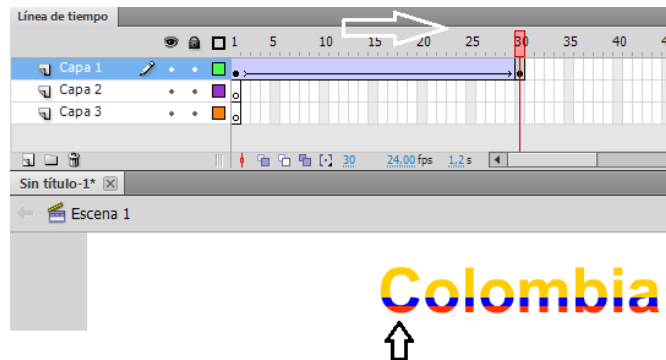 Línea de tiempo
1 5 10 15 20 25 30 35 40
Capa 1
Capa 2
Capa 3
30 24,00 fps 1,2 s
Sin título-1*
Escena 1
Colombia